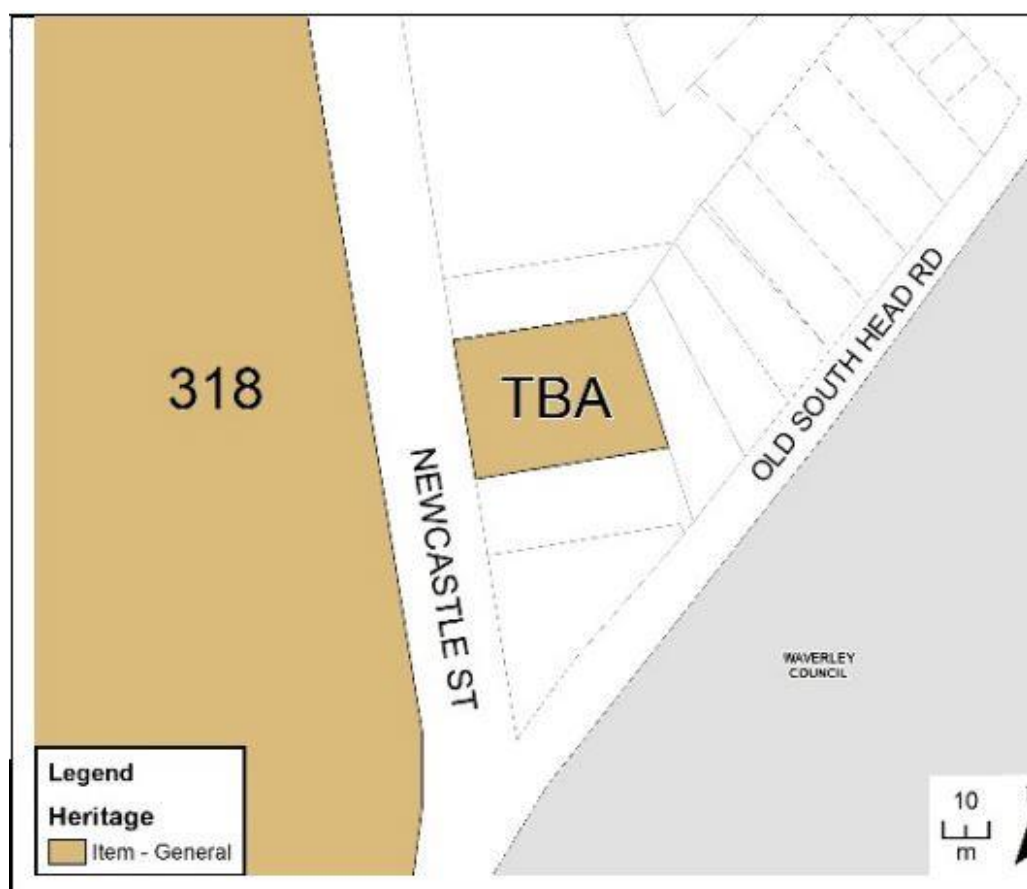 318
TBA
NEWCASTLE ST
OLD SOUTH HEAD RD
WAVERLEY
COUNCIL
Legend
Heritage
Item - General
10
m